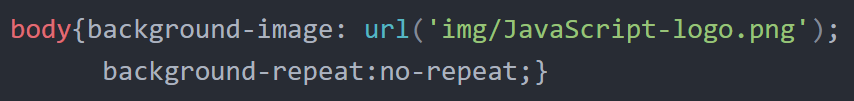 body{background-image: url('img/JavaScript-logo.png');
background-repeat:no-repeat;}